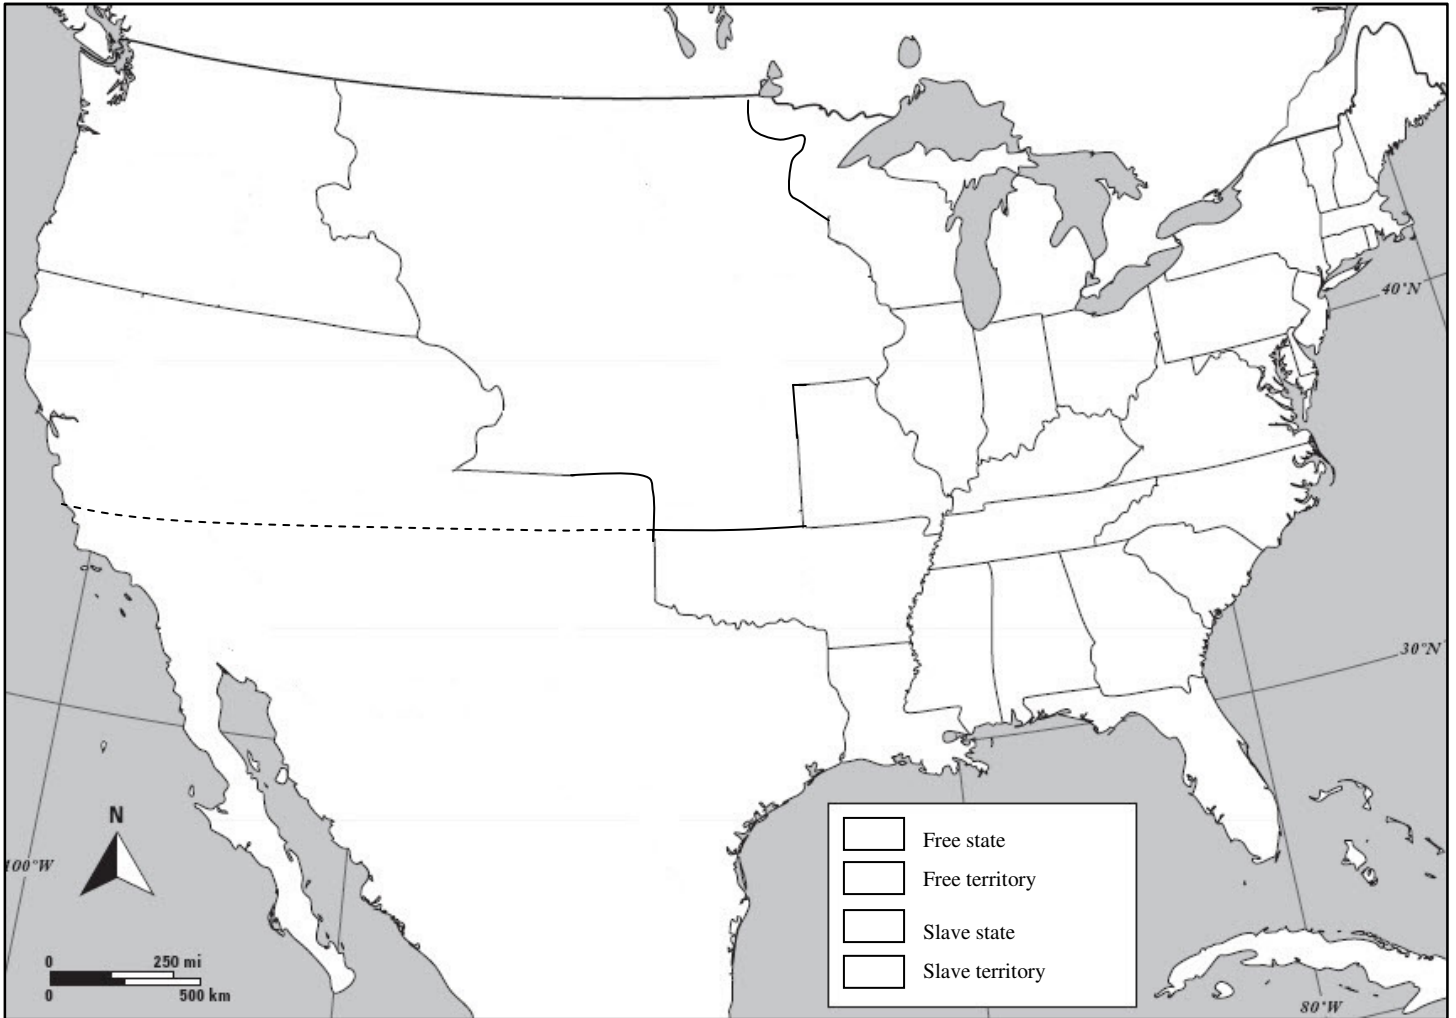 40°N
30°N
N
100°W
0 250 mi
0 500 km
Free state
Free territory
Slave state
Slave territory
80°W